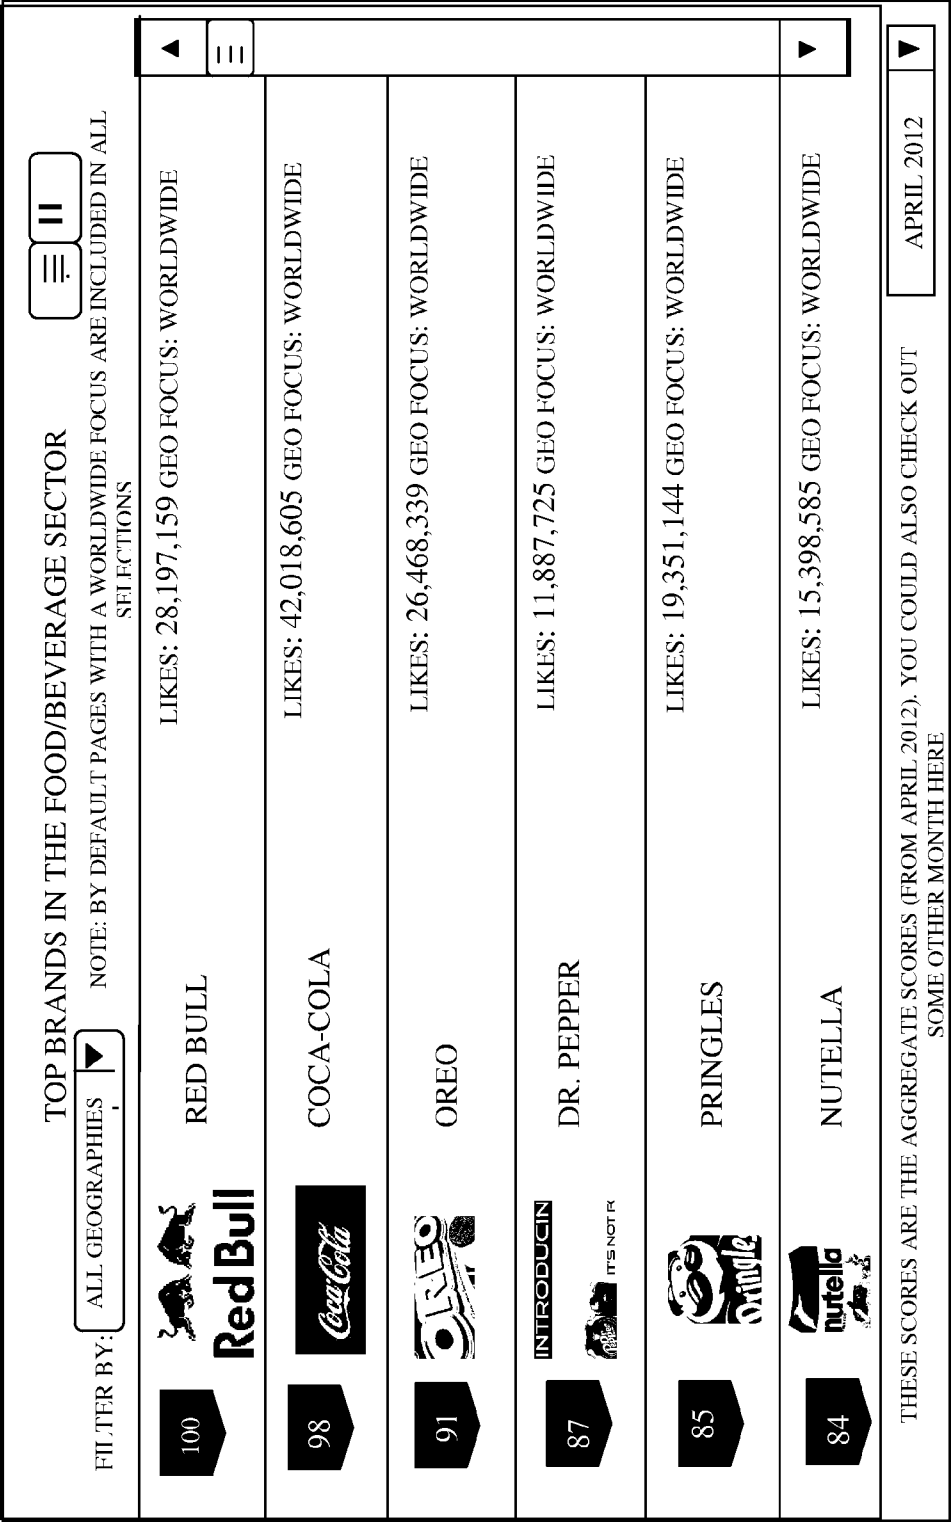 TOP BRANDS IN THE FOOD/BEVERAGE SECTOR
FILTER BY: ALL GEOGRAPHIES NOTE: BY DEFAULT PAGES WITH A WORLDWIDE FOCUS ARE INCLUDED IN ALL
SELECTIONS
100 Red Bull RED BULL LIKES: 28,197,159 GEO FOCUS: WORLDWIDE
98 Coca-Cola COCA-COLA LIKES: 42,018,605 GEO FOCUS: WORLDWIDE
91 OREO OREO LIKES: 26,468,339 GEO FOCUS: WORLDWIDE
87 INTRODUCIN IT'S NOT F DR. PEPPER LIKES: 11,887,725 GEO FOCUS: WORLDWIDE
85 Pringle PRINGLES LIKES: 19,351,144 GEO FOCUS: WORLDWIDE
84 nutella NUTELLA LIKES: 15,398,585 GEO FOCUS: WORLDWIDE
THESE SCORES ARE THE AGGREGATE SCORES (FROM APRIL 2012). YOU COULD ALSO CHECK OUT
SOME OTHER MONTH HERE
APRIL 2012